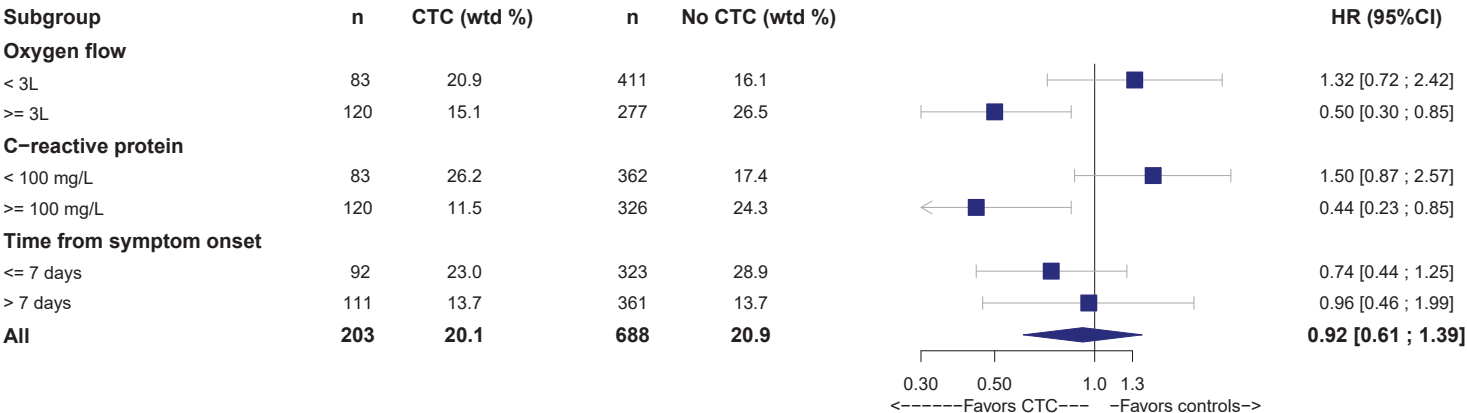 Subgroup n CTC (wtd %) n No CTC (wtd %) HR (95%CI)
Oxygen flow
< 3L 83 20.9 411 16.1 1.32 [0.72 ; 2.42]
>= 3L 120 15.1 277 26.5 0.50 [0.30 ; 0.85]
C−reactive protein
< 100 mg/L 83 26.2 362 17.4 1.50 [0.87 ; 2.57]
>= 100 mg/L 120 11.5 326 24.3 0.44 [0.23 ; 0.85]
Time from symptom onset
<= 7 days 92 23.0 323 28.9 0.74 [0.44 ; 1.25]
> 7 days 111 13.7 361 13.7 0.96 [0.46 ; 1.99]
All 203 20.1 688 20.9 0.92 [0.61 ; 1.39]
0.30 0.50 1.0 1.3
<−−−−−−Favors CTC−−− −Favors controls−>